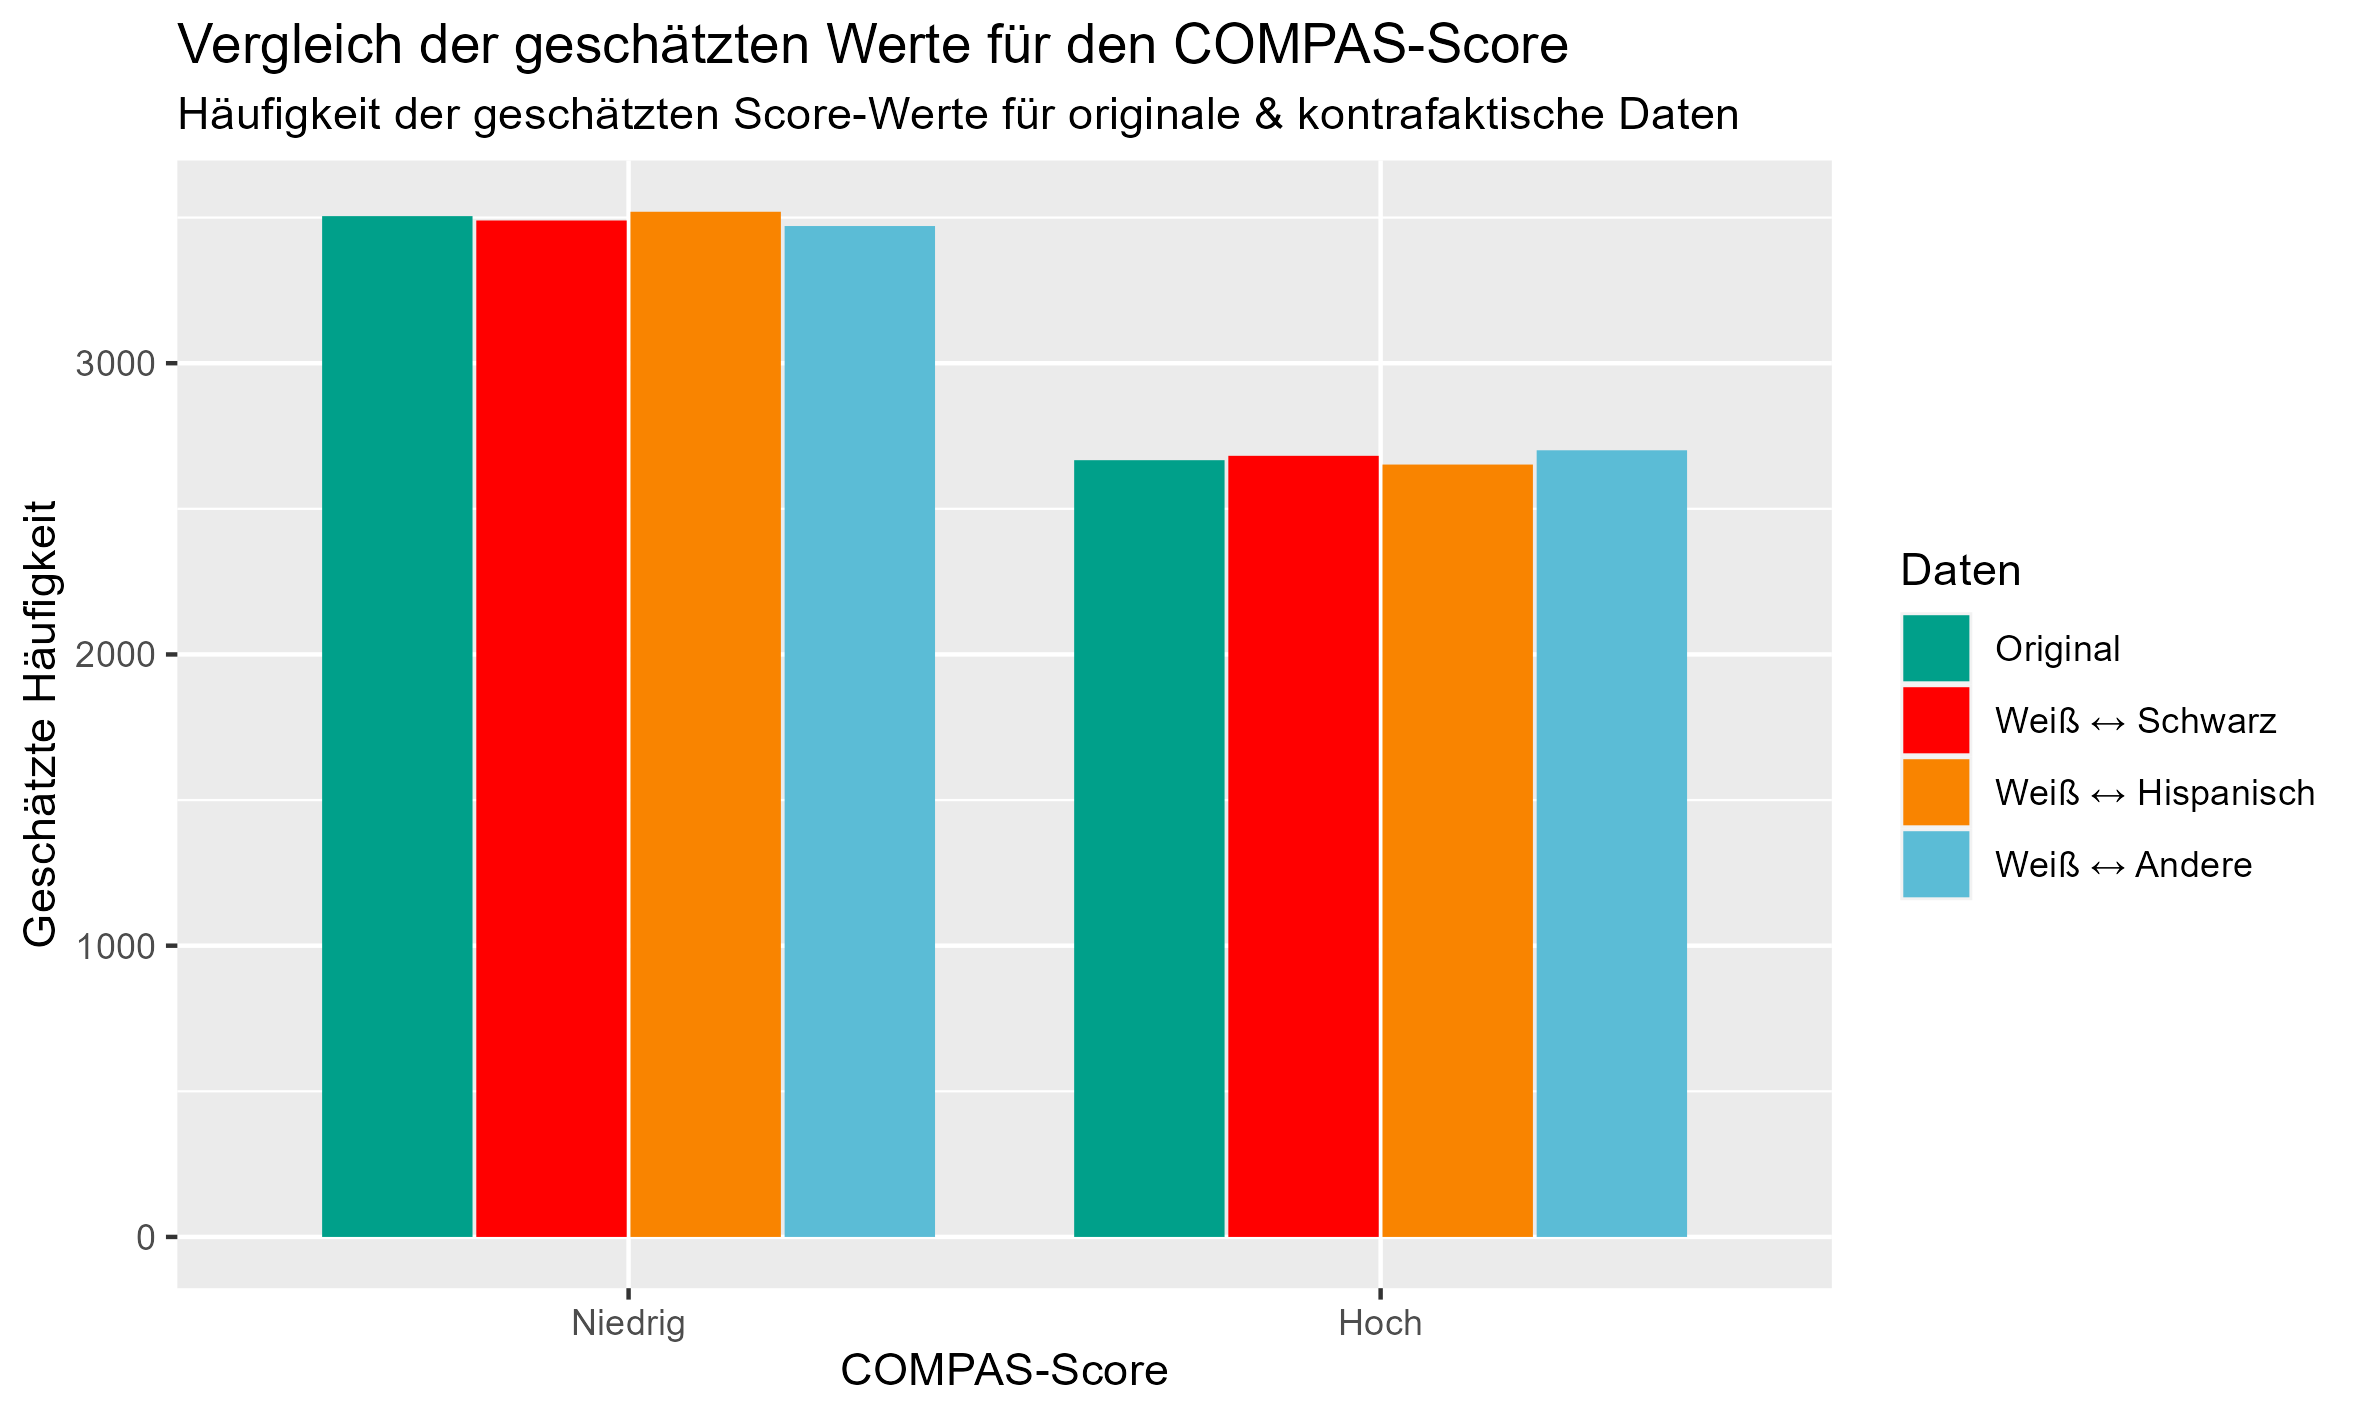 Vergleich der geschätzten Werte für den COMPAS-Score
Häufigkeit der geschätzten Score-Werte für originale & kontrafaktische Daten
Geschätzte Häufigkeit
3000
2000
1000
0
Niedrig
Hoch
COMPAS-Score
Daten
Original
Weiß ↔ Schwarz
Weiß ↔ Hispanisch
Weiß ↔ Andere